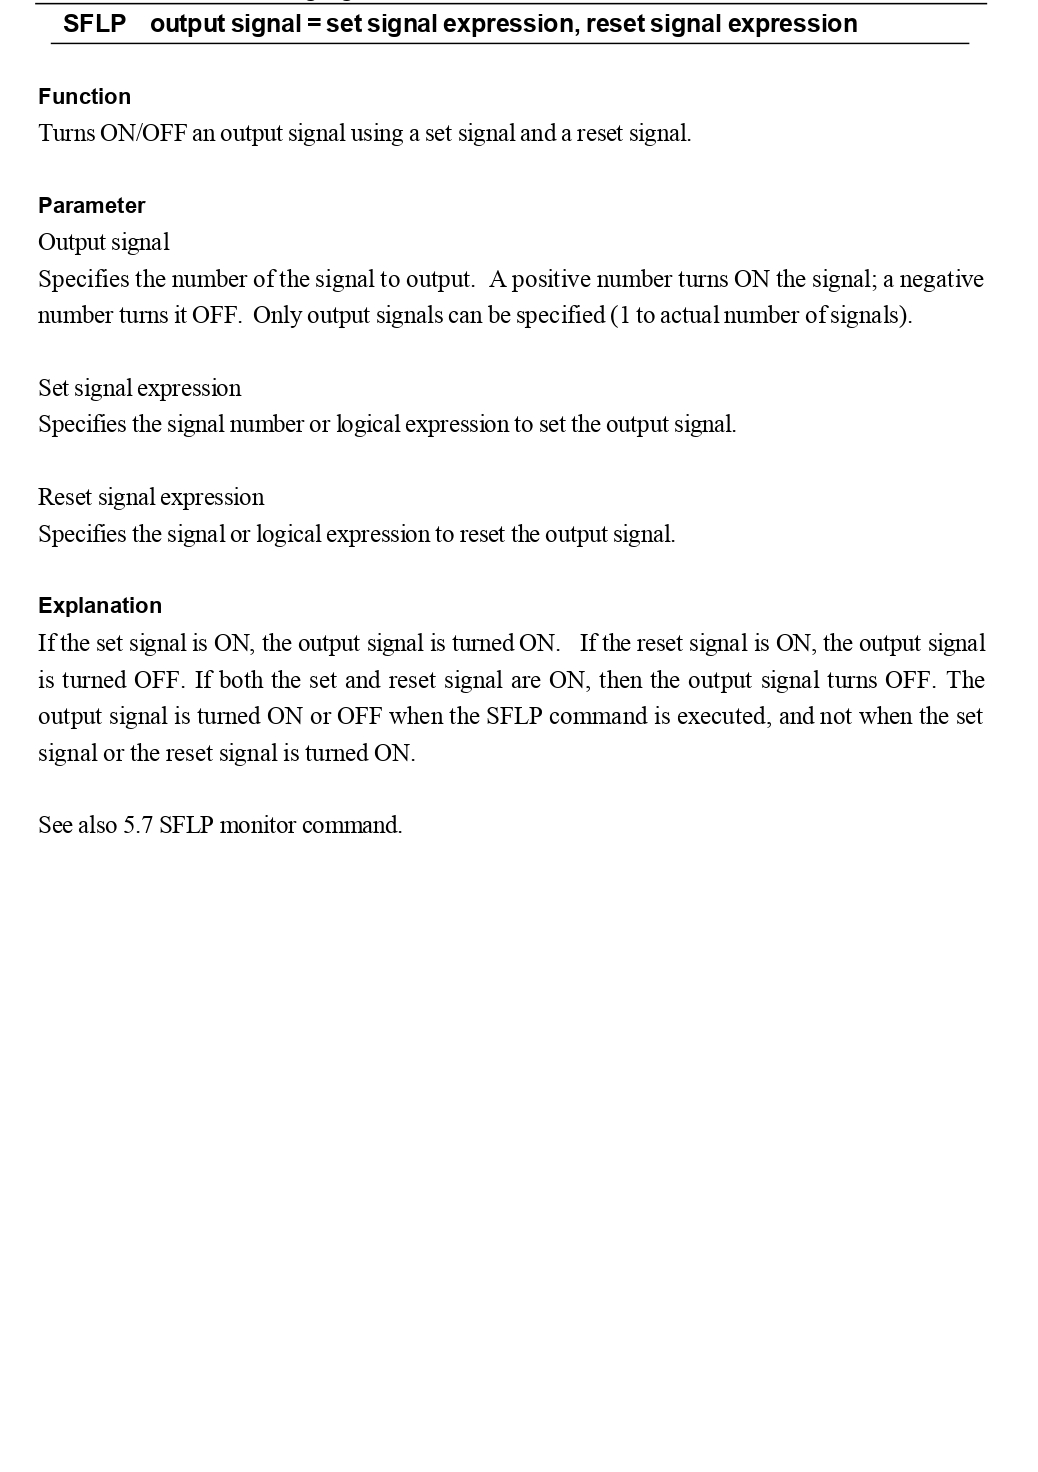 SFLP output signal = set signal expression, reset signal expression
Function
Turns ON/OFF an output signal using a set signal and a reset signal.
Parameter
Output signal
Specifies the number of the signal to output. A positive number turns ON the signal; a negative
number turns it OFF. Only output signals can be specified (1 to actual number of signals).
Set signal expression
Specifies the signal number or logical expression to set the output signal.
Reset signal expression
Specifies the signal or logical expression to reset the output signal.
Explanation
If the set signal is ON, the output signal is turned ON. If the reset signal is ON, the output signal
is turned OFF. If both the set and reset signal are ON, then the output signal turns OFF. The
output signal is turned ON or OFF when the SFLP command is executed, and not when the set
signal or the reset signal is turned ON.
See also 5.7 SFLP monitor command.